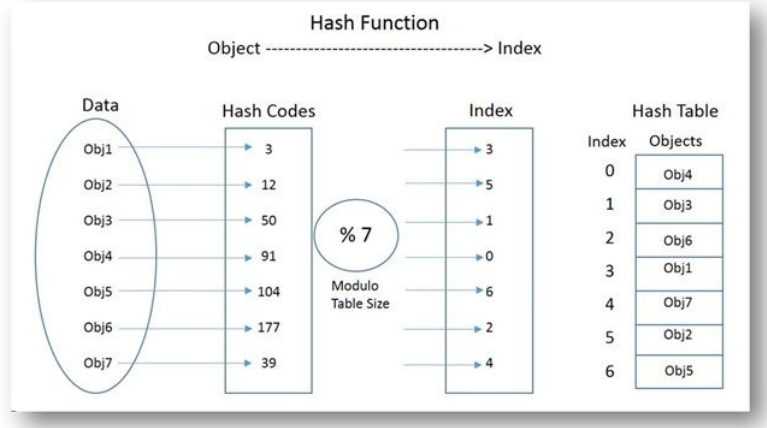 Hash Function
Object ------------------------------------> Index
Data
Hash Codes
Index
Hash Table
Index Objects
Obj1 3 3
Obj2 12 5
Obj3 50 1
Obj4 91 0
Obj5 104 6
Obj6 177 2
Obj7 39 4
% 7
Modulo
Table Size
0 Obj4
1 Obj3
2 Obj6
3 Obj1
4 Obj7
5 Obj2
6 Obj5